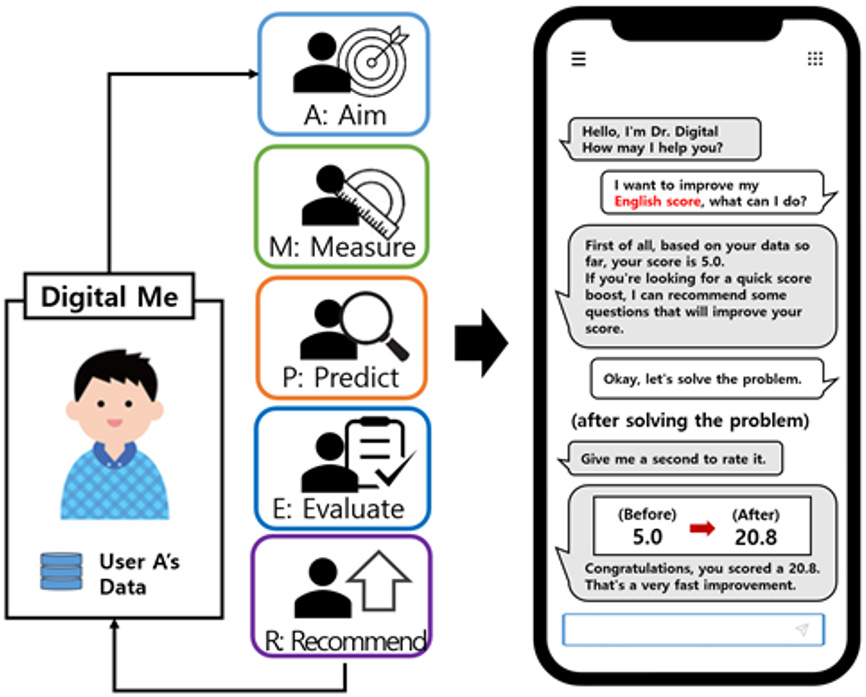 Digital Me
User A's
Data
A: Aim
M: Measure
P: Predict
E: Evaluate
R: Recommend
Hello, I'm Dr. Digital
How may I help you?
I want to improve my
English score, what can I do?
First of all, based on your data so
far, your score is 5.0.
If you're looking for a quick score
boost, I can recommend some
questions that will improve your
score.
Okay, let's solve the problem.
(after solving the problem)
Give me a second to rate it.
(Before)
5.0
(After)
20.8
Congratulations, you scored a 20.8.
That's a very fast improvement.